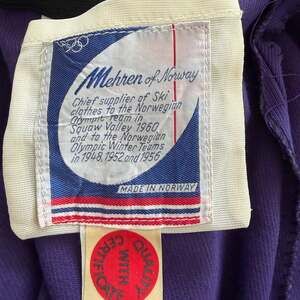 Mehren of Norway
Chief supplier of Ski
clothes to the Norwegian
Olympic Team in
Squaw Valley 1960
and to the Norwegian
Olympic Winter Teams
in 1948, 1952 and 1956
MADE IN NORWAY
QUALITY
WITH
CERTIFICATE